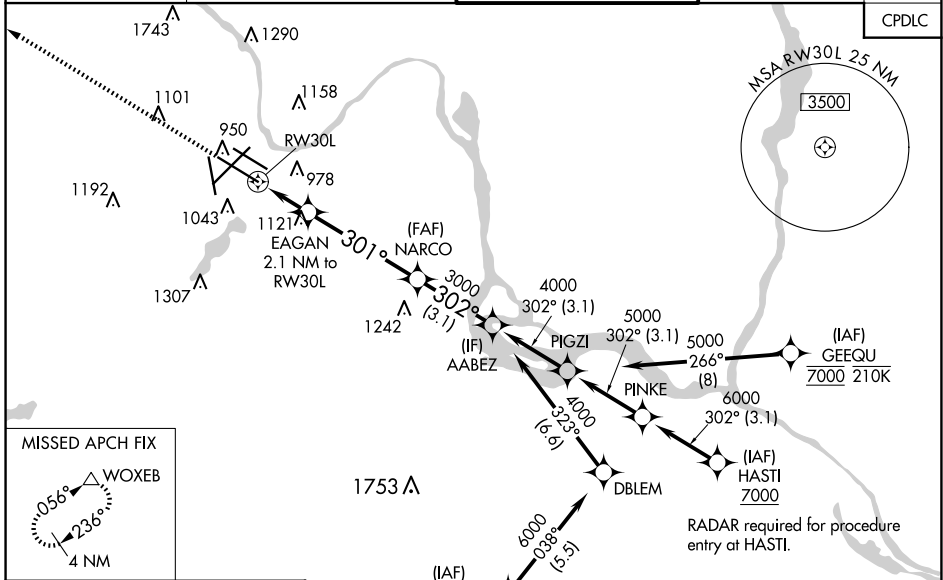 CPDLC
1743
1290
MSA RW30L 25 NM
3500
1101
1158
950
RW30L
978
1192
1043
1121
EAGAN
2.1 NM to
RW30L
301°
(FAF)
NARCO
3000
302°
(3.1)
1307
1242
4000
302° (3.1)
(IF)
AABEZ
PIGZI
5000
302° (3.1)
5000
266°
(8)
(IAF)
GEEQU
7000 210K
PINKE
6000
302° (3.1)
4000
323°
(6.6)
(IAF)
HASTI
7000
DBLEM
RADAR required for procedure
entry at HASTI.
1753
MISSED APCH FIX
WOXEB
056°
236°
4 NM
6000
038°
(5.5)
(IAF)